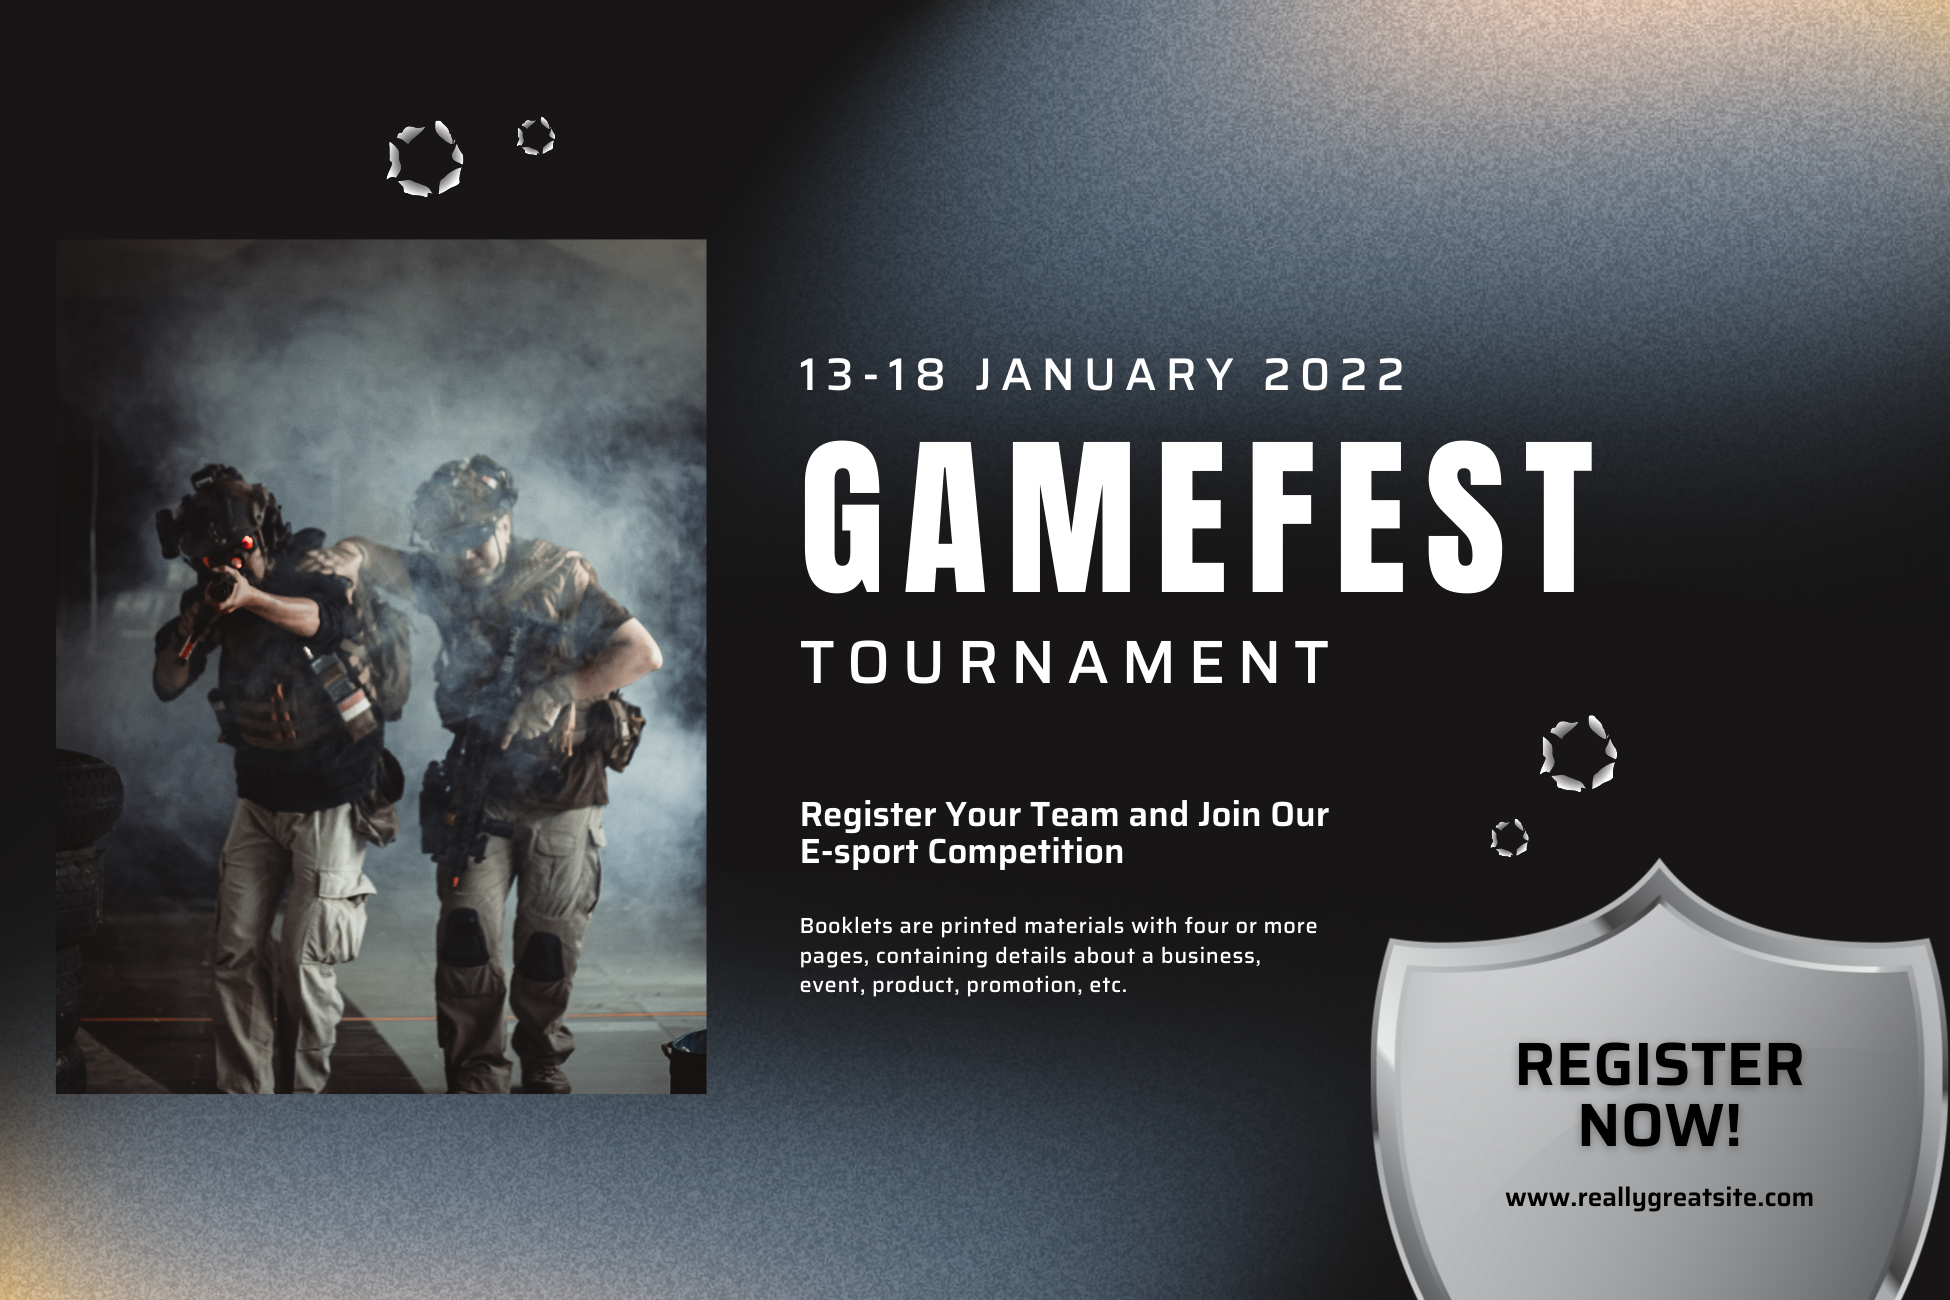 13-18 JANUARY 2022
GAMEFEST
TOURNAMENT
Register Your Team and Join Our
E-sport Competition
Booklets are printed materials with four or more
pages, containing details about a business,
event, product, promotion, etc.
REGISTER
NOW!
www.reallygreatsite.com